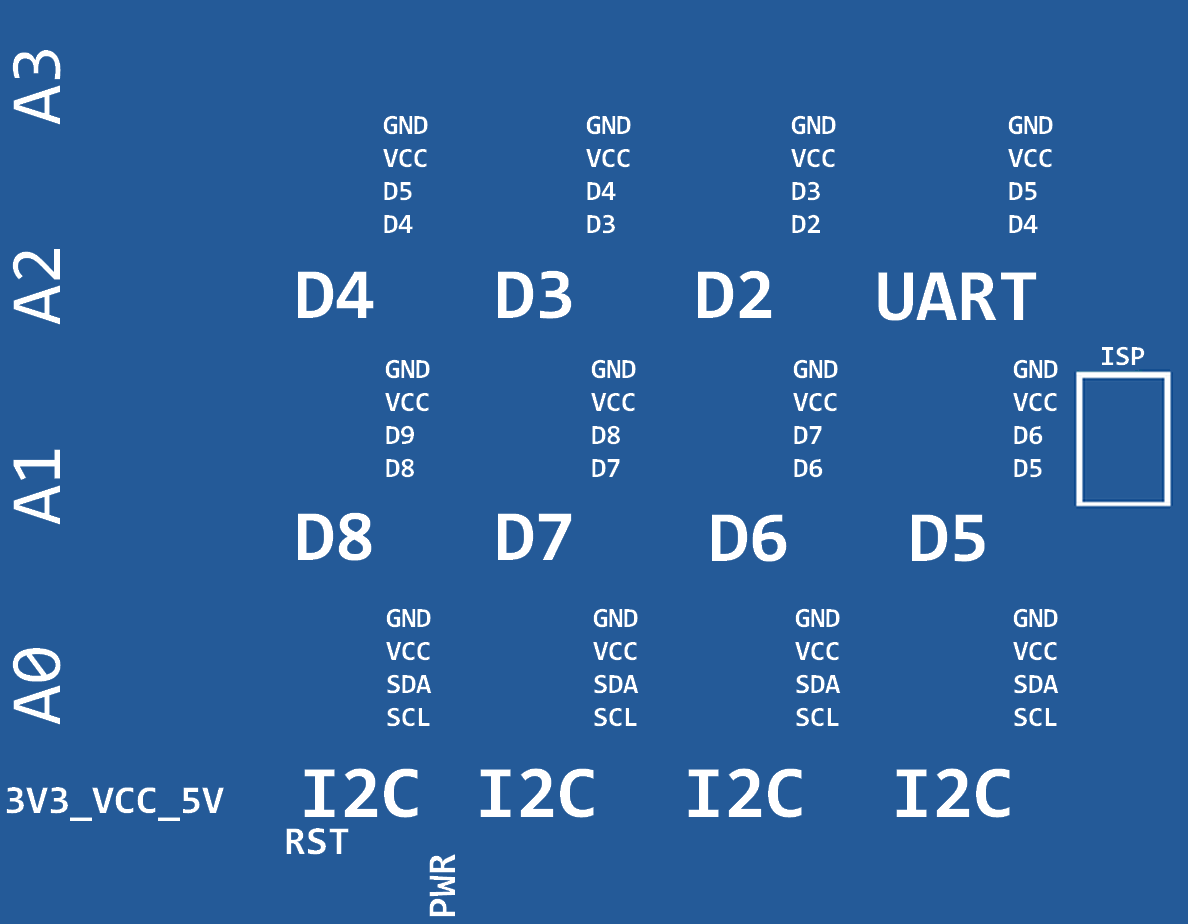 A3
GND GND GND GND
VCC VCC VCC VCC
D5 D4 D3 D5
D4 D3 D2 D4
A2
D4 D3 D2 UART
ISP
GND GND GND GND
VCC VCC VCC VCC
D9 D8 D7 D6
D8 D7 D6 D5
A1
D8 D7 D6 D5
GND GND GND GND
VCC VCC VCC VCC
SDA SDA SDA SDA
SCL SCL SCL SCL
A0
3V3_VCC_5V I2C I2C I2C I2C
RST
PWR